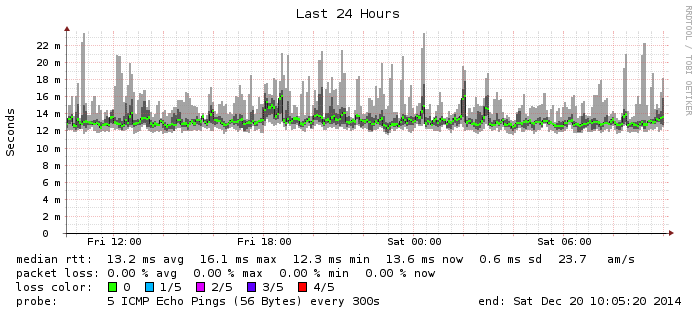 Last 24 Hours
RRDTOOL / TOBI OETIKER
Seconds
22 m
20 m
18 m
16 m
14 m
12 m
10 m
8 m
6 m
4 m
2 m
0
Fri 12:00 Fri 18:00 Sat 00:00 Sat 06:00
median rtt: 13.2 ms avg 16.1 ms max 12.3 ms min 13.6 ms now 0.6 ms sd 23.7 am/s
packet loss: 0.00 % avg 0.00 % max 0.00 % min 0.00 % now
loss color: 0 1/5 2/5 3/5 4/5
probe: 5 ICMP Echo Pings (56 Bytes) every 300s end: Sat Dec 20 10:05:20 2014